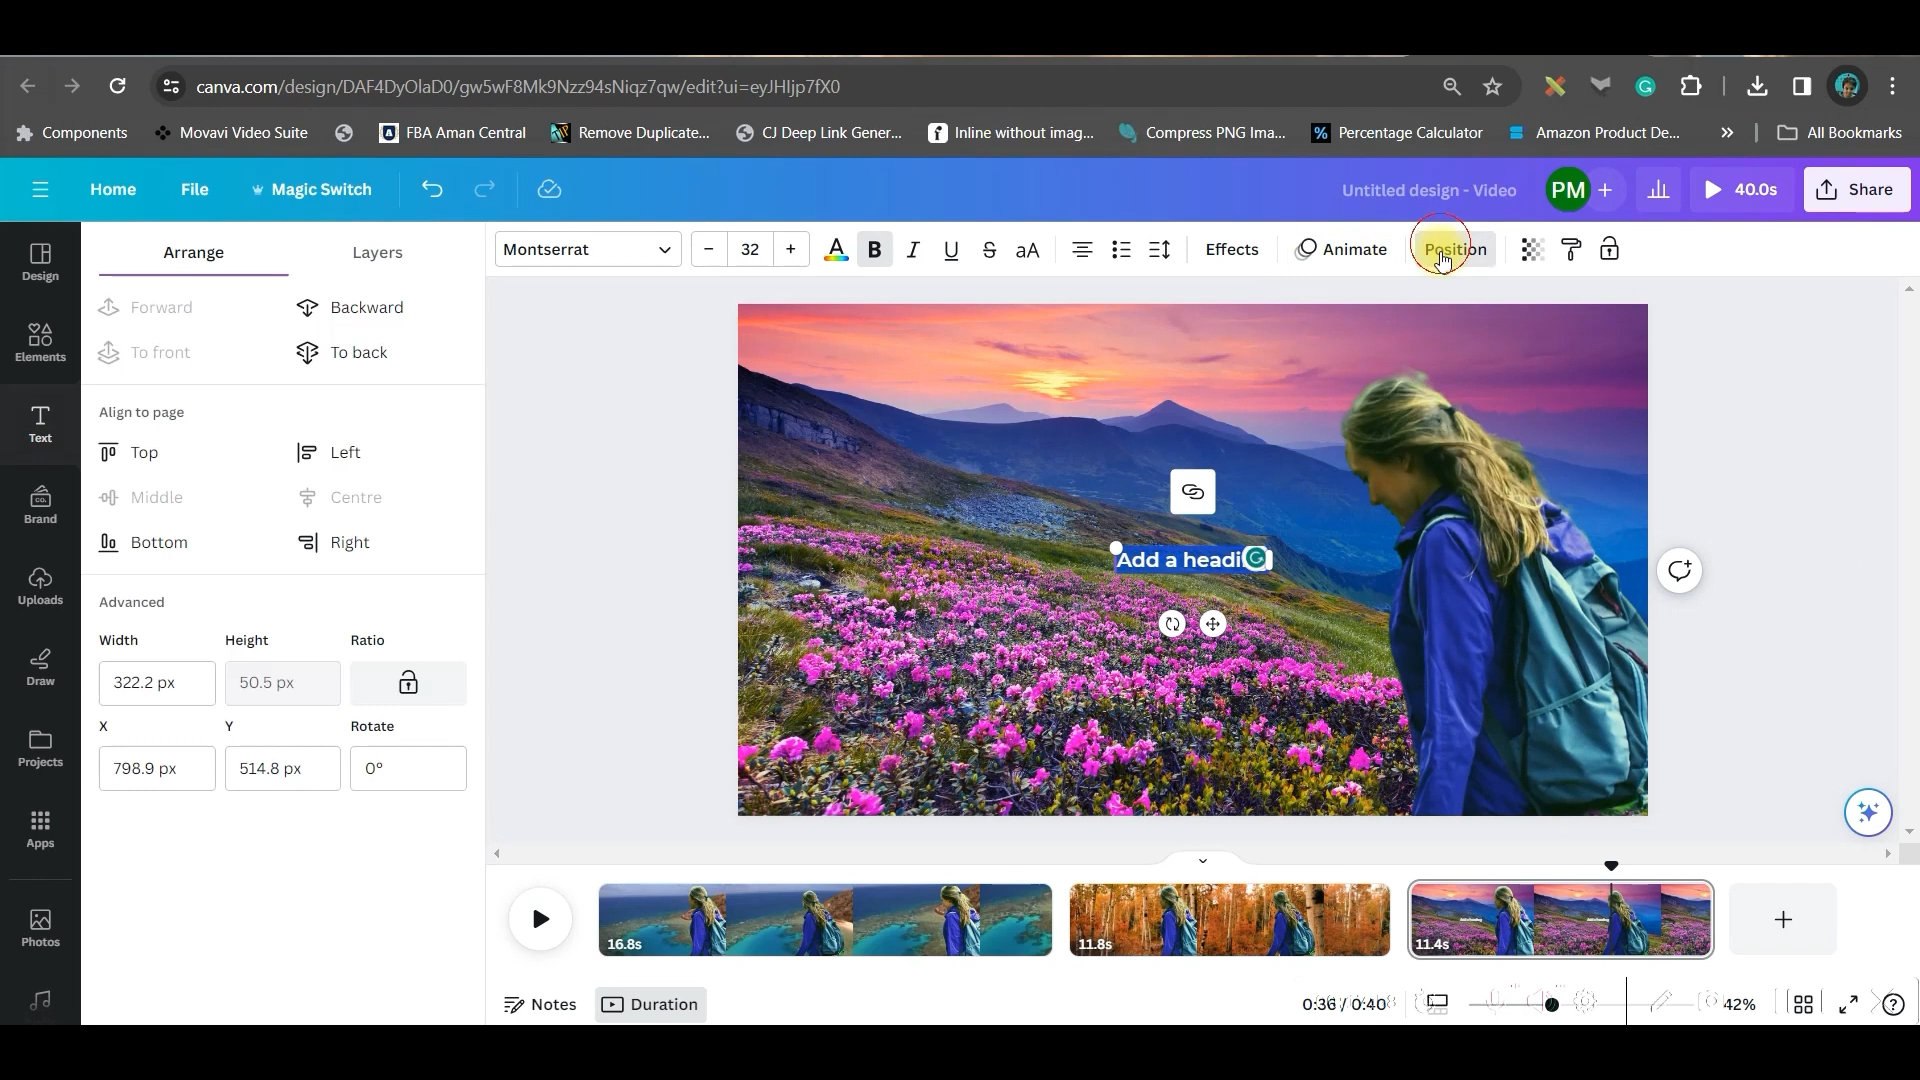 canva.com/design/DAF4DyOlaD0/gw5wF8Mk9Nzz94sNiqz7qw/edit?ui=eyJHIjp7fX0
Components
Movavi Video Suite
FBA Aman Central
Remove Duplicate...
CJ Deep Link Gener...
Inline without imag...
Compress PNG Ima...
Percentage Calculator
Amazon Product De...
All Bookmarks
Home
File
Magic Switch
Untitled design - Video
PM
40.0s
Share
Arrange
Layers
Montserrat
32
B
I
U
S
aA
Effects
Animate
Position
Design
Elements
Text
Brand
Uploads
Draw
Projects
Apps
Photos
Forward
Backward
To front
To back
Align to page
Top
Left
Middle
Centre
Bottom
Right
Advanced
Width
Height
Ratio
322.2 px
50.5 px
X
Y
Rotate
798.9 px
514.8 px
0°
Add a headi
16.8s
11.8s
11.4s
Notes
Duration
0:36 / 0:40
42%